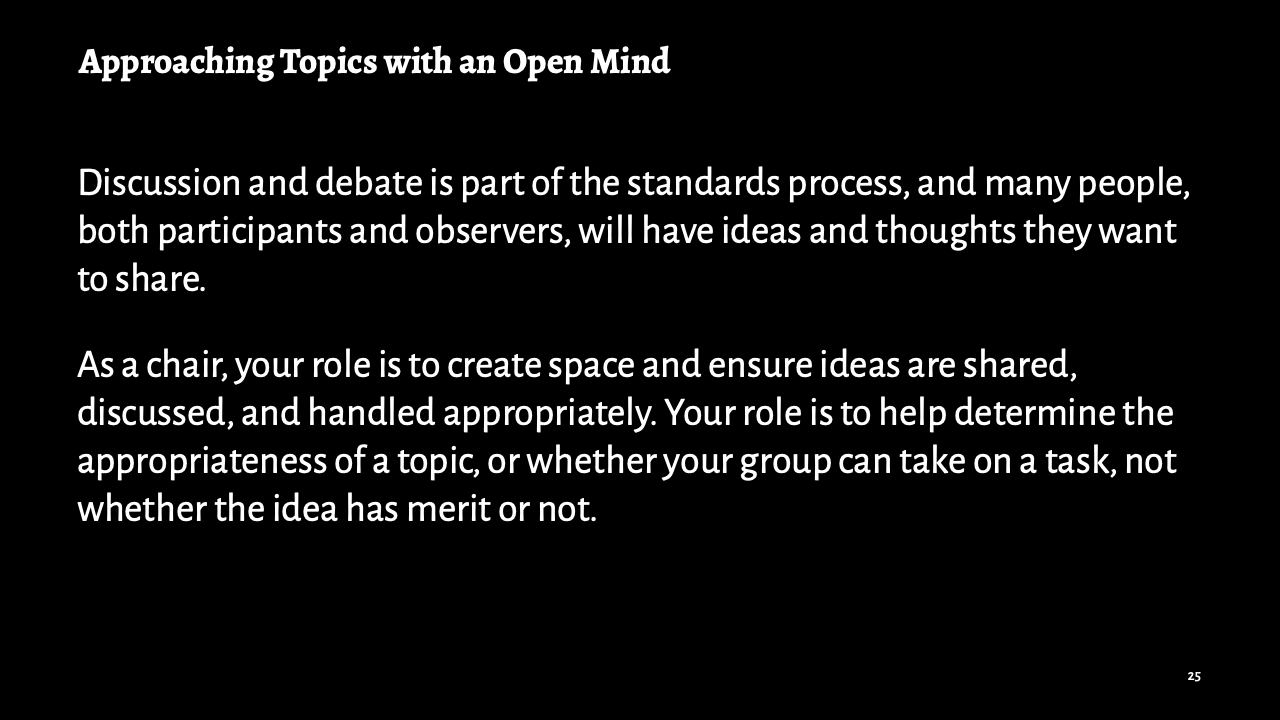 Approaching Topics with an Open Mind
Discussion and debate is part of the standards process, and many people,
both participants and observers, will have ideas and thoughts they want
to share.
As a chair, your role is to create space and ensure ideas are shared,
discussed, and handled appropriately. Your role is to help determine the
appropriateness of a topic, or whether your group can take on a task, not
whether the idea has merit or not.
25